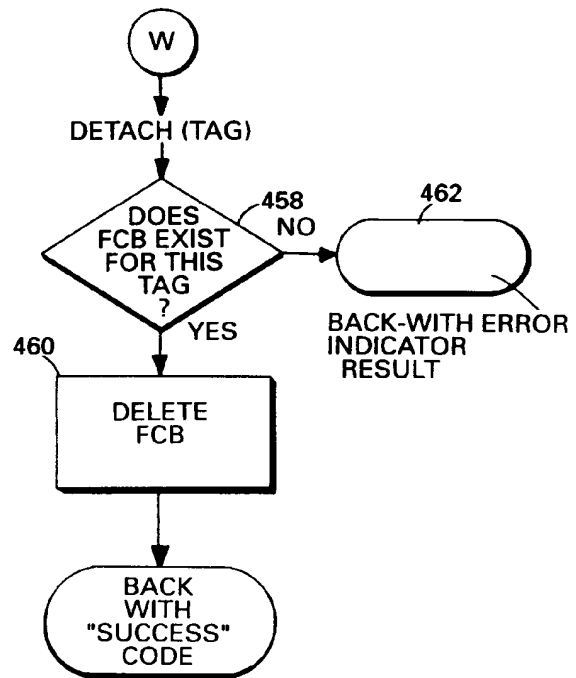 W
DETACH (TAG)
458
DOES
FCB EXIST
FOR THIS
TAG
?
NO
462
BACK-WITH ERROR
INDICATOR
RESULT
YES
460
DELETE
FCB
BACK
WITH
"SUCCESS"
CODE